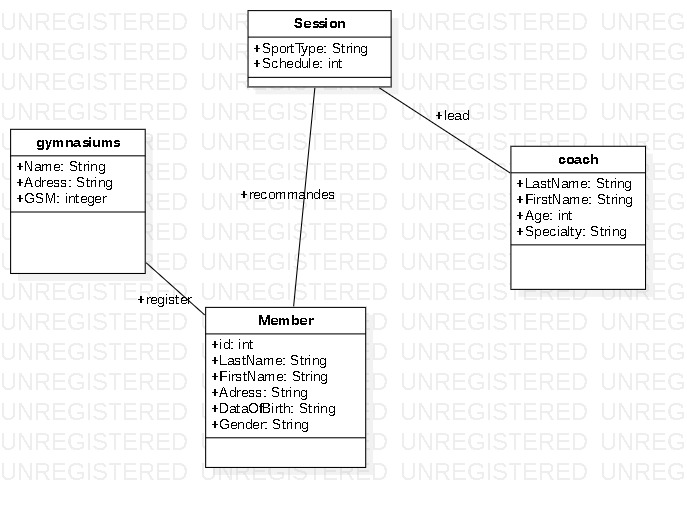 Session
+SportType: String
+Schedule: int
+lead
gymnasiums
+Name: String
+Adress: String
+GSM: integer
coach
+LastName: String
+FirstName: String
+Age: int
+Specialty: String
+recommandes
+register
Member
+id: int
+LastName: String
+FirstName: String
+Adress: String
+DataOfBirth: String
+Gender: String
UNREGISTERED